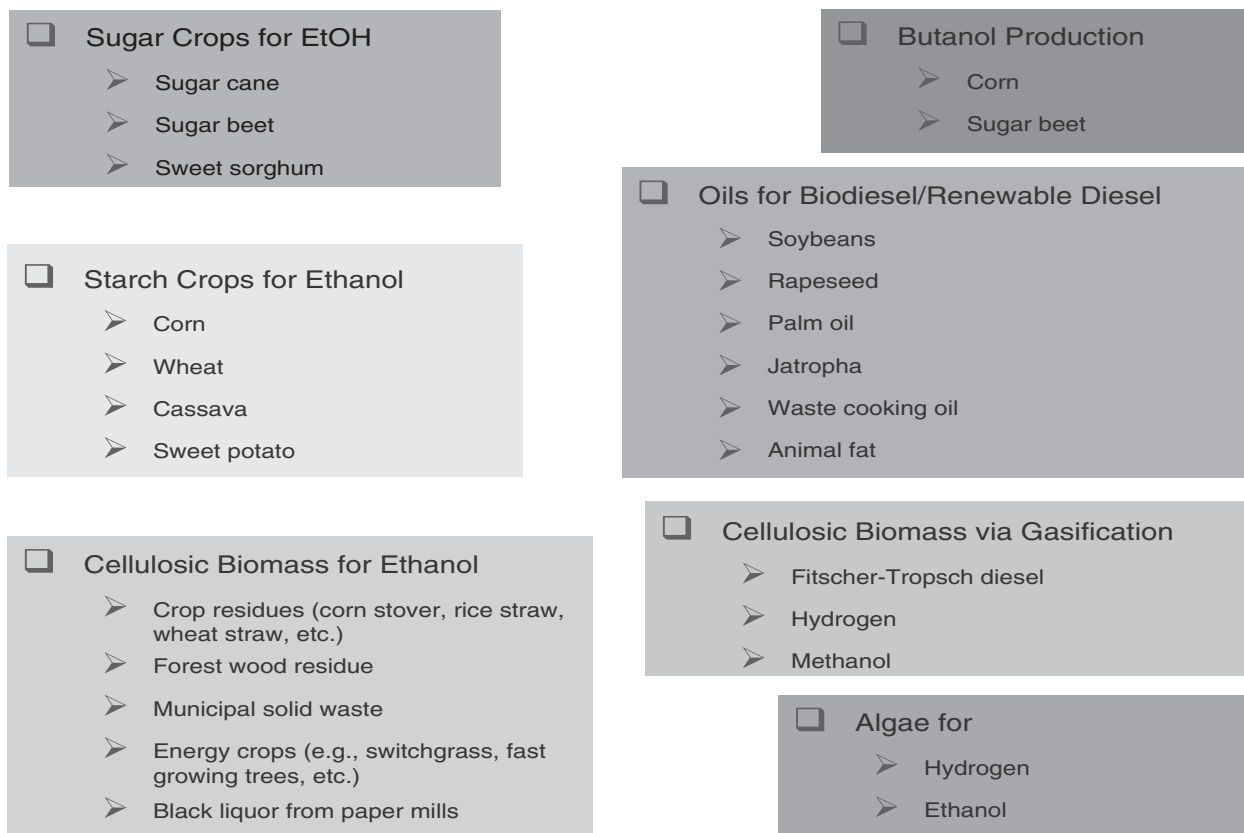 Sugar Crops for EtOH
Sugar cane
Sugar beet
Sweet sorghum
Starch Crops for Ethanol
Corn
Wheat
Cassava
Sweet potato
Cellulosic Biomass for Ethanol
Crop residues (corn stover, rice straw,
wheat straw, etc.)
Forest wood residue
Municipal solid waste
Energy crops (e.g., switchgrass, fast
growing trees, etc.)
Black liquor from paper mills
Butanol Production
Corn
Sugar beet
Oils for Biodiesel/Renewable Diesel
Soybeans
Rapeseed
Palm oil
Jatropha
Waste cooking oil
Animal fat
Cellulosic Biomass via Gasification
Fitscher-Tropsch diesel
Hydrogen
Methanol
Algae for
Hydrogen
Ethanol